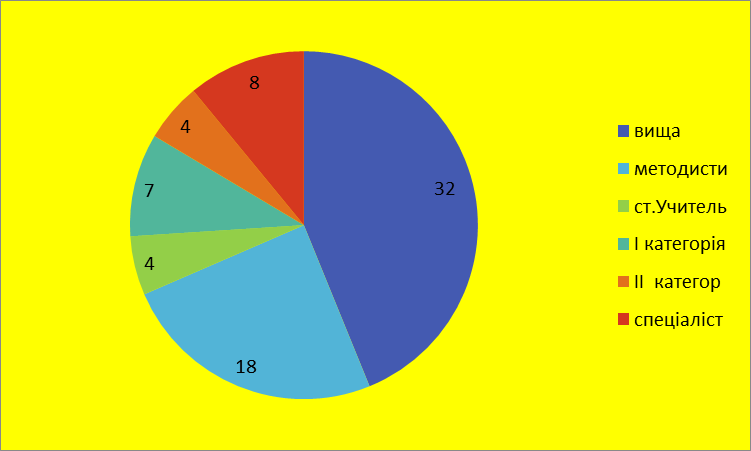 8
4
7
4
18
32
вища
методисти
ст.Учитель
І категорія
ІІ  категор
спеціаліст